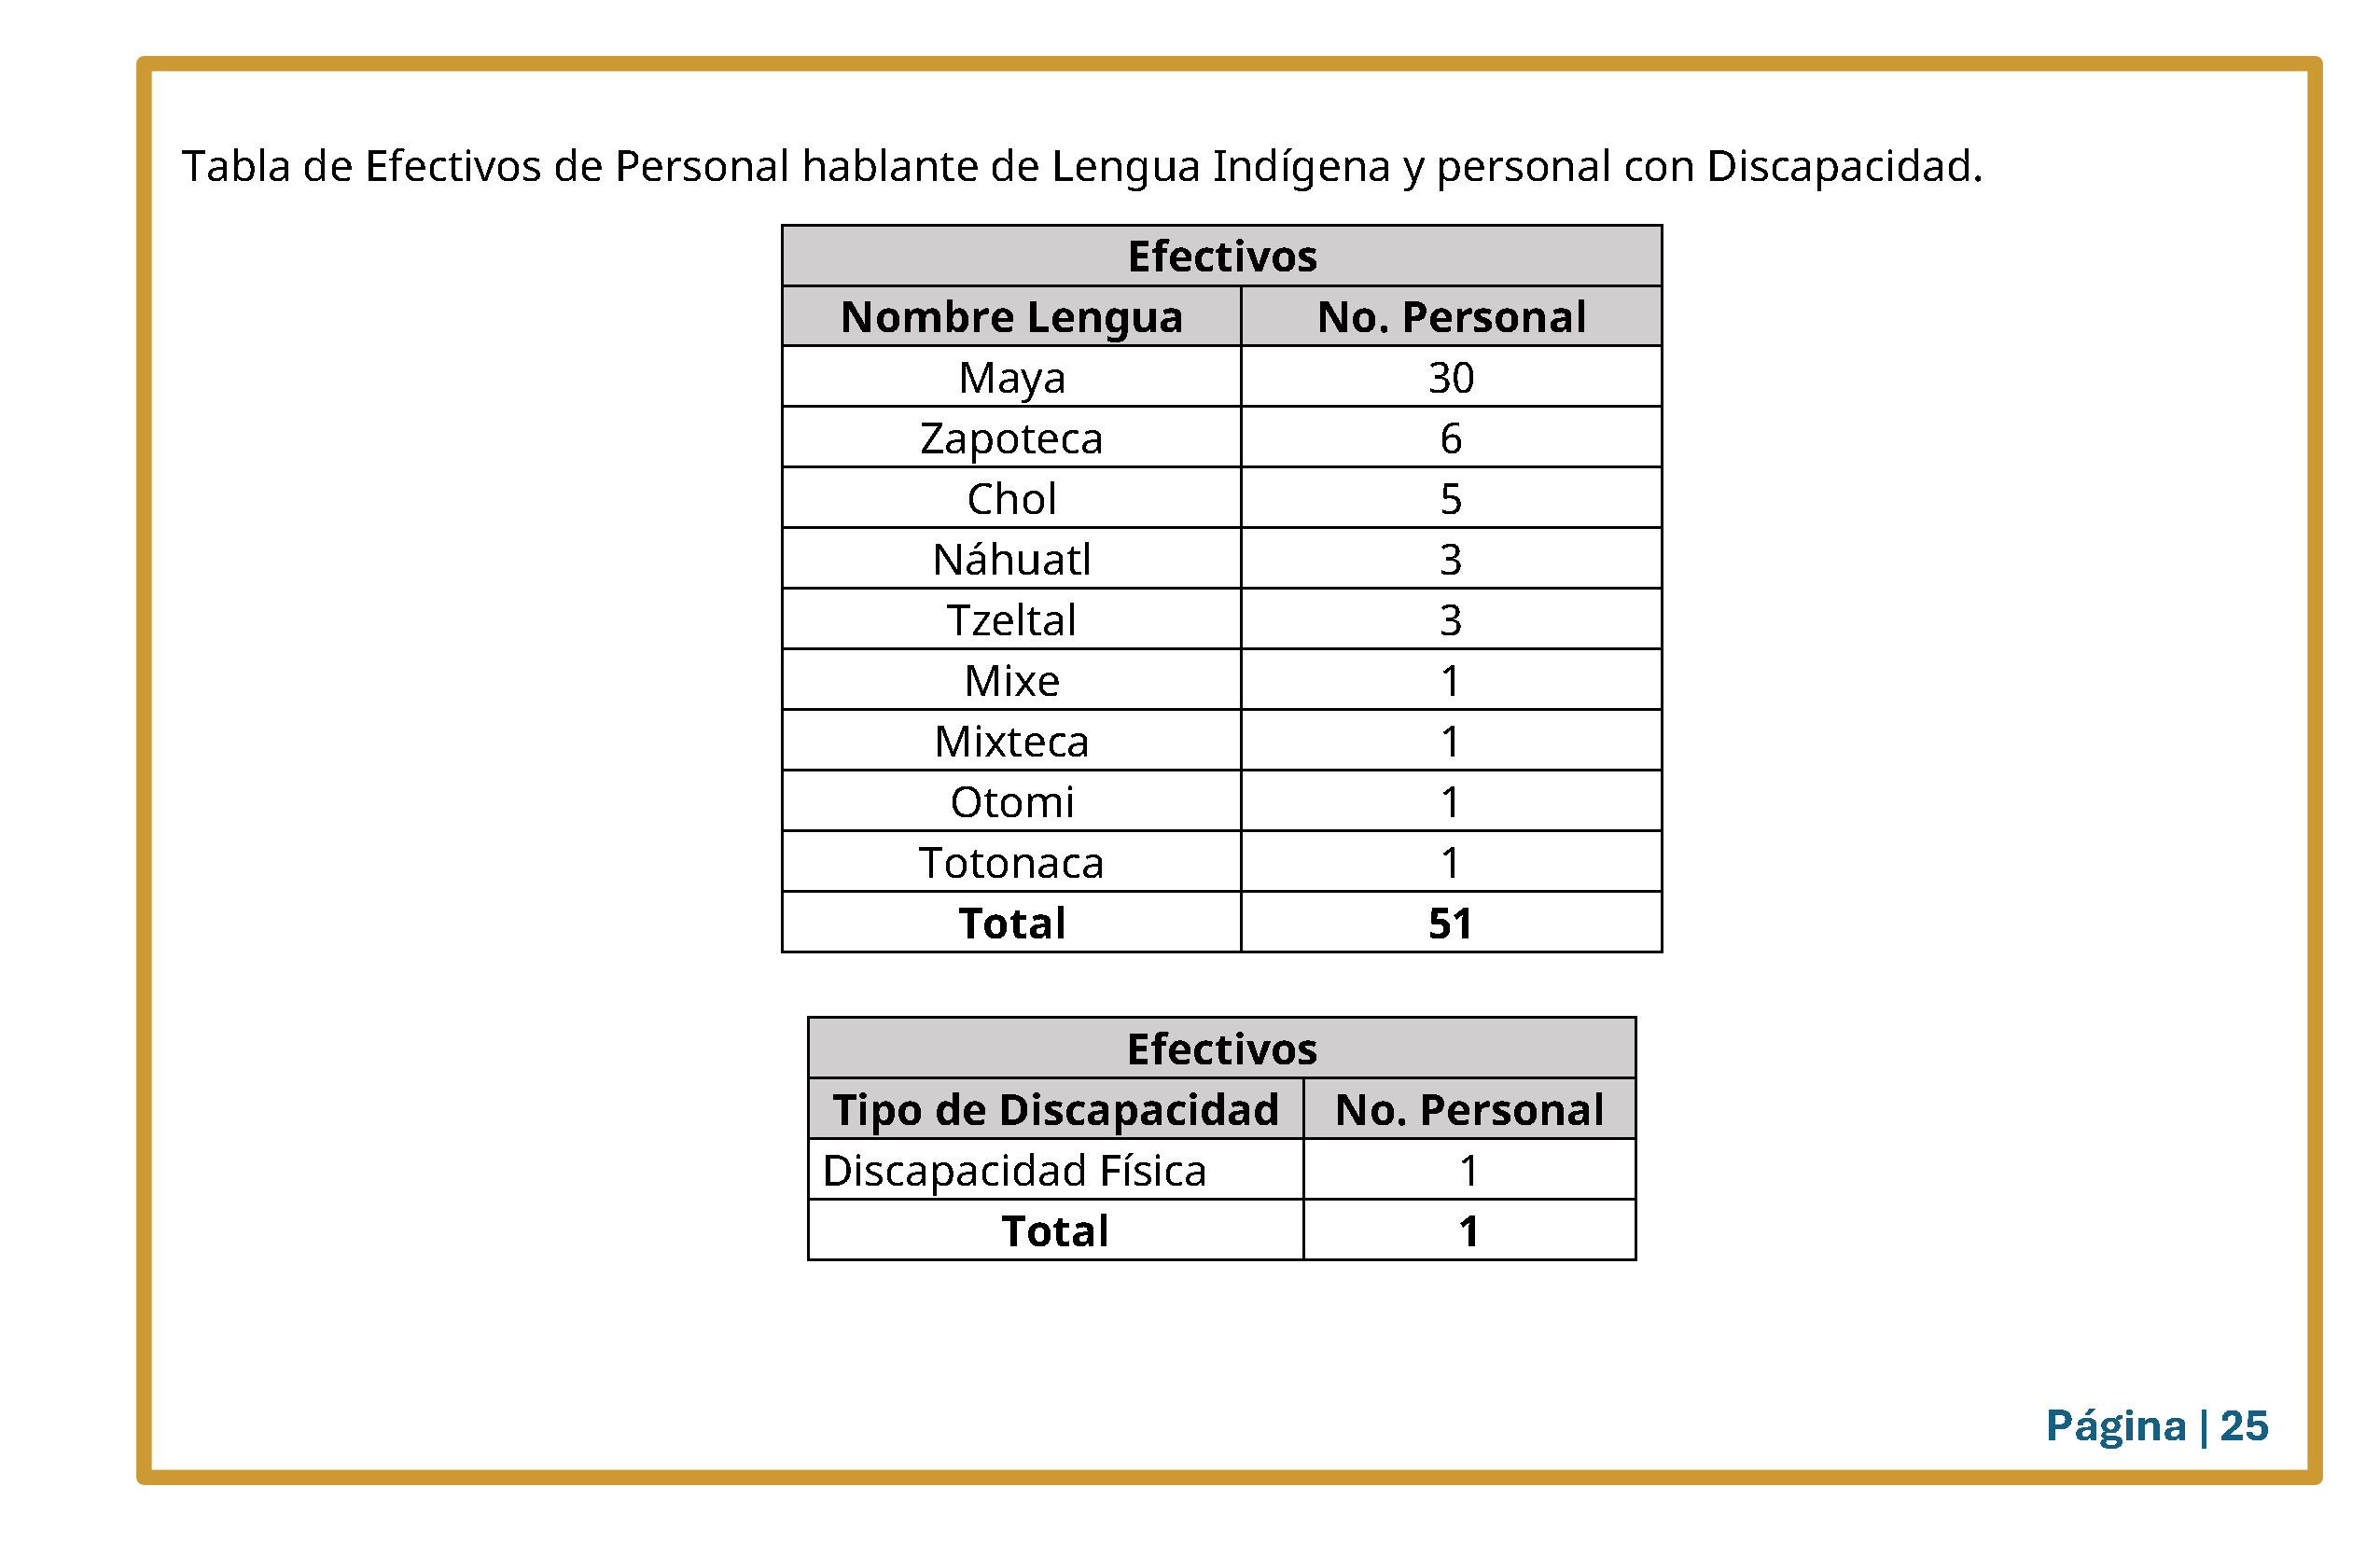 Tabla de Efectivos de Personal hablante de Lengua Indígena y personal con Discapacidad.
Efectivos
Nombre Lengua No. Personal
Maya 30
Zapoteca 6
Chol 5
Náhuatl 3
Tzeltal 3
Mixe 1
Mixteca 1
Otomi 1
Totonaca 1
Total 51
Efectivos
Tipo de Discapacidad No. Personal
Discapacidad Física 1
Total 1
Página | 25